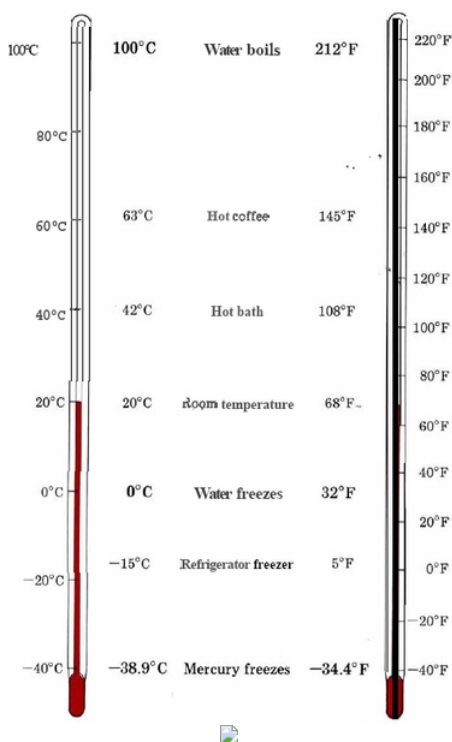 100°C 100°C Water boils 212°F 220°F
200°F
80°C 180°F
160°F
60°C 63°C Hot coffee 145°F 140°F
120°F
40°C 42°C Hot bath 108°F 100°F
80°F
20°C 20°C Room temperature 68°F 60°F
40°F
0°C 0°C Water freezes 32°F 20°F
−15°C Refrigerator freezer 5°F 0°F
−20°C −20°F
−40°C −38.9°C Mercury freezes −34.4°F −40°F